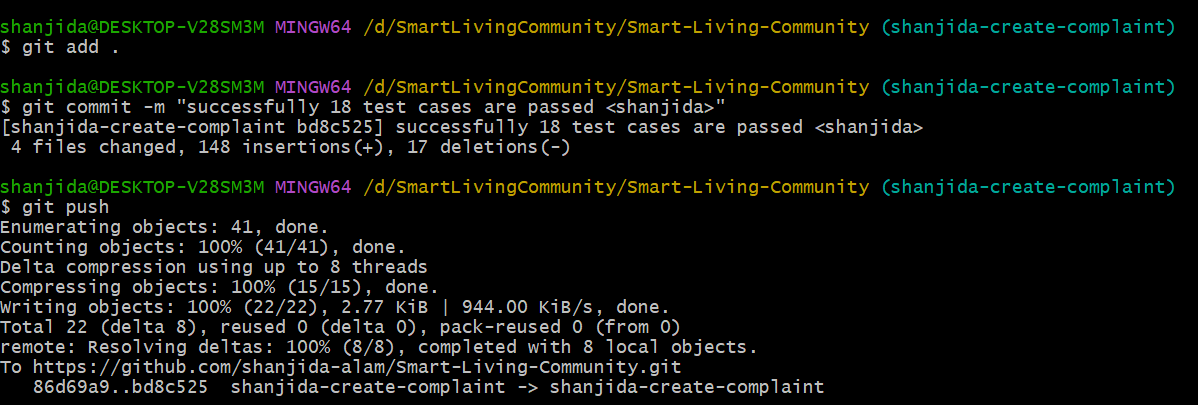 shanjida@DESKTOP-V28SM3M MINGW64 /d/SmartLivingCommunity/Smart-Living-Community (shanjida-create-complaint)
$ git add .
shanjida@DESKTOP-V28SM3M MINGW64 /d/SmartLivingCommunity/Smart-Living-Community (shanjida-create-complaint)
$ git commit -m "successfully 18 test cases are passed <shanjida>"
[shanjida-create-complaint bd8c525] successfully 18 test cases are passed <shanjida>
 4 files changed, 148 insertions(+), 17 deletions(-)
shanjida@DESKTOP-V28SM3M MINGW64 /d/SmartLivingCommunity/Smart-Living-Community (shanjida-create-complaint)
$ git push
Enumerating objects: 41, done.
Counting objects: 100% (41/41), done.
Delta compression using up to 8 threads
Compressing objects: 100% (15/15), done.
Writing objects: 100% (22/22), 2.77 KiB | 944.00 KiB/s, done.
Total 22 (delta 8), reused 0 (delta 0), pack-reused 0 (from 0)
remote: Resolving deltas: 100% (8/8), completed with 8 local objects.
To https://github.com/shanjida-alam/Smart-Living-Community.git
   86d69a9..bd8c525  shanjida-create-complaint -> shanjida-create-complaint